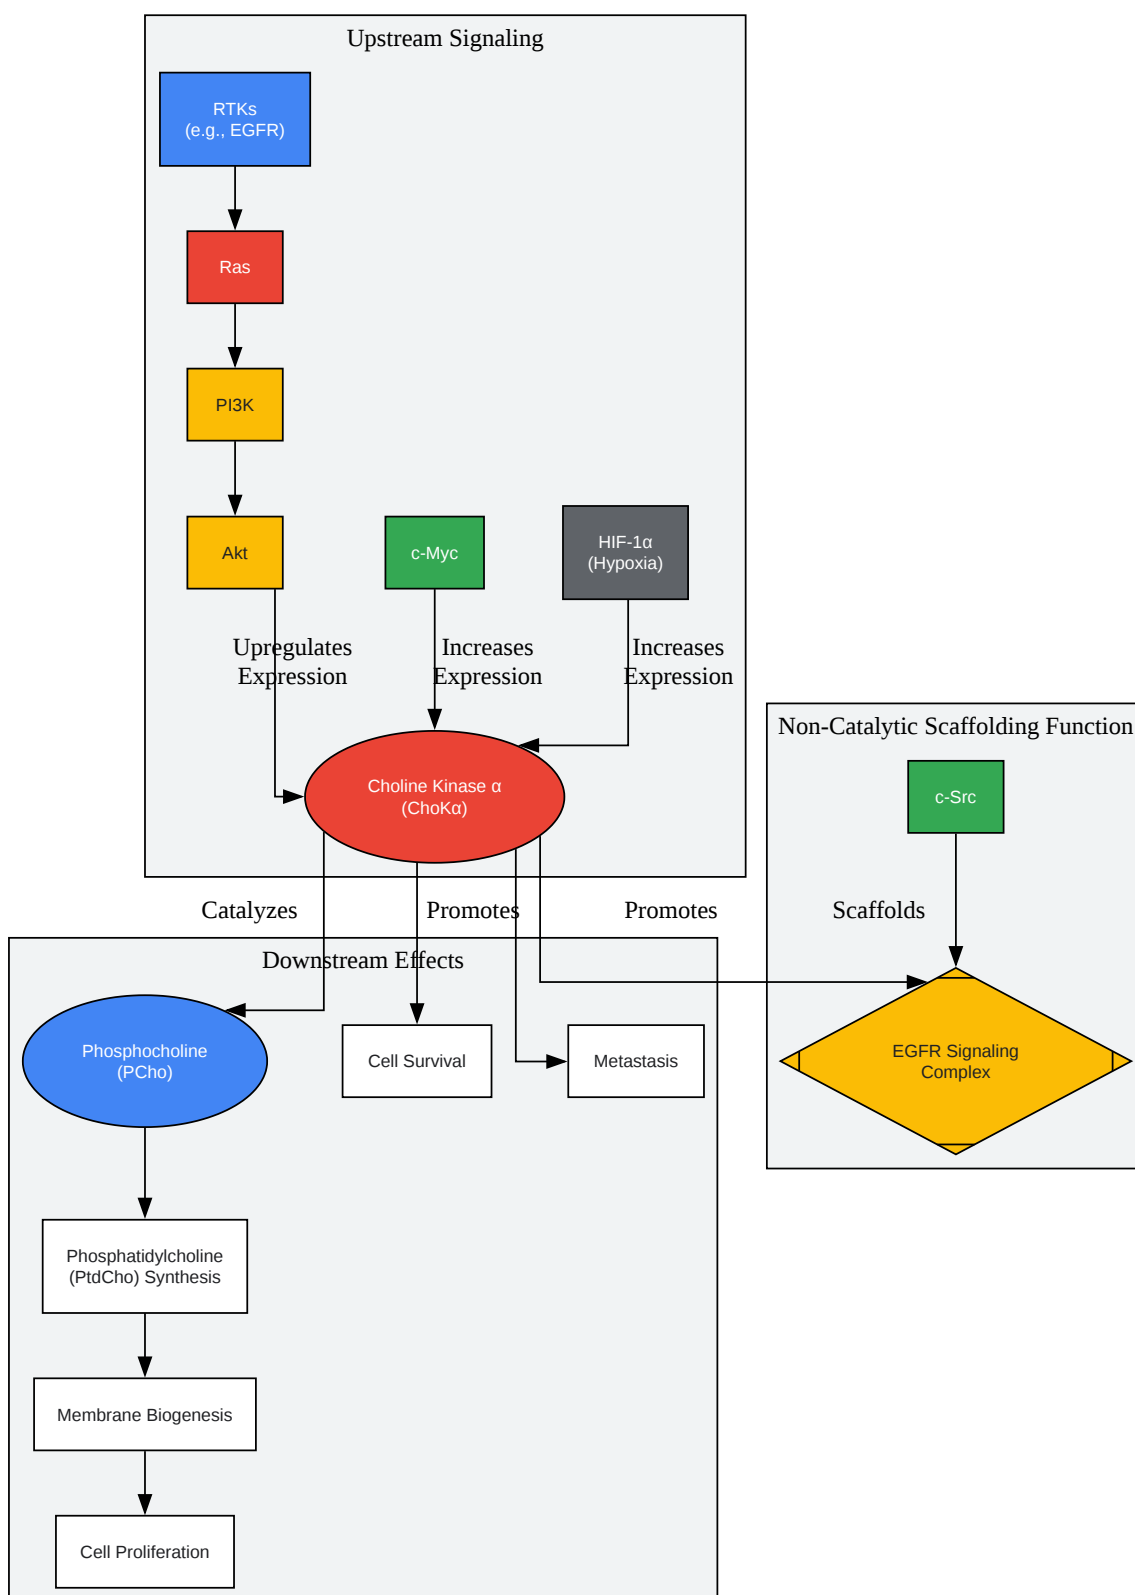 Upstream Signaling
RTKs
(e.g., EGFR)
Ras
PI3K
Akt
c-Myc
HIF-1α
(Hypoxia)
Upregulates
Expression
Increases
Expression
Increases
Expression
Choline Kinase α
(ChoKα)
Non-Catalytic Scaffolding Function
c-Src
Catalyzes
Promotes
Promotes
Scaffolds
Downstream Effects
Phosphocholine
(PCho)
Cell Survival
Metastasis
EGFR Signaling
Complex
Phosphatidylcholine
(PtdCho) Synthesis
Membrane Biogenesis
Cell Proliferation